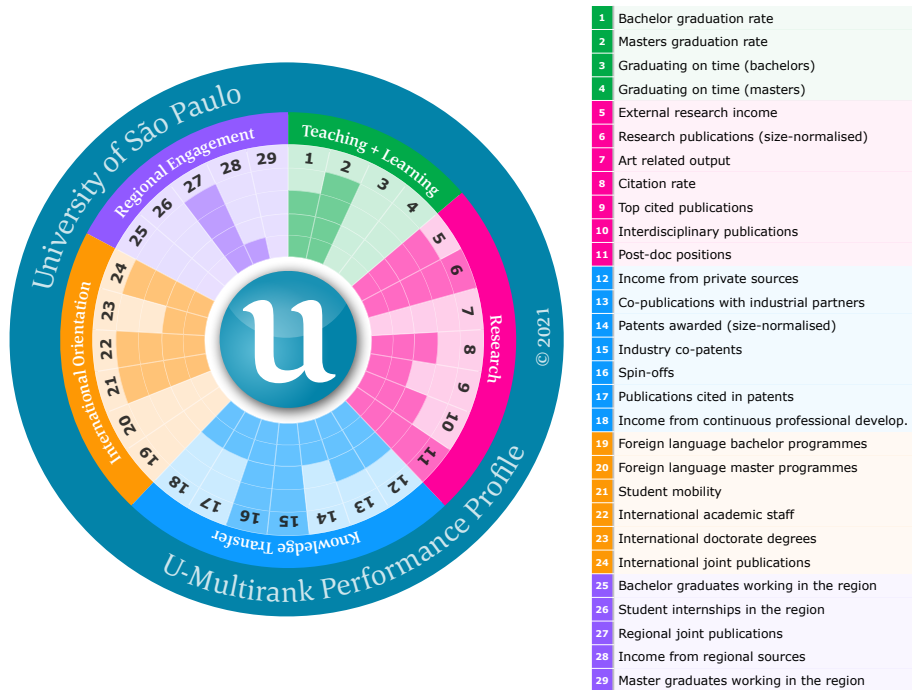 University of São Paulo
U-Multirank Performance Profile
© 2021
Teaching + Learning
Research
Knowledge Transfer
International Orientation
Regional Engagement
1
2
3
4
5
6
7
8
9
10
11
12
13
14
15
16
17
18
19
20
21
22
23
24
25
26
27
28
29
u
1 Bachelor graduation rate
2 Masters graduation rate
3 Graduating on time (bachelors)
4 Graduating on time (masters)
5 External research income
6 Research publications (size-normalised)
7 Art related output
8 Citation rate
9 Top cited publications
10 Interdisciplinary publications
11 Post-doc positions
12 Income from private sources
13 Co-publications with industrial partners
14 Patents awarded (size-normalised)
15 Industry co-patents
16 Spin-offs
17 Publications cited in patents
18 Income from continuous professional develop.
19 Foreign language bachelor programmes
20 Foreign language master programmes
21 Student mobility
22 International academic staff
23 International doctorate degrees
24 International joint publications
25 Bachelor graduates working in the region
26 Student internships in the region
27 Regional joint publications
28 Income from regional sources
29 Master graduates working in the region